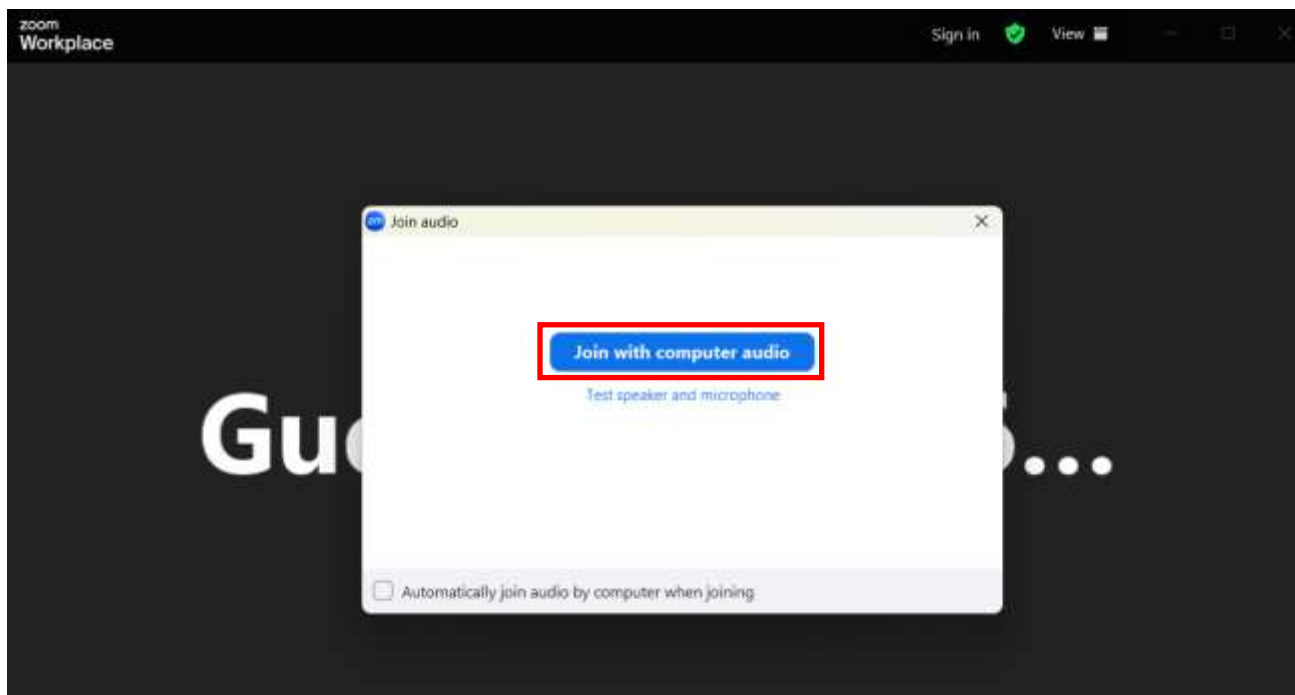 zoom
Workplace
Sign in
View
zm Join audio
Join with computer audio
Test speaker and microphone
Automatically join audio by computer when joining